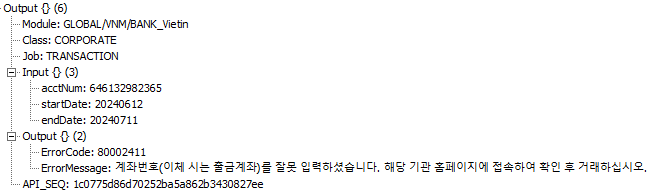 Output {} (6)
Module: GLOBAL/VNM/BANK_Vietin
Class: CORPORATE
Job: TRANSACTION
Input {} (3)
acctNum: 646132982365
startDate: 20240612
endDate: 20240711
Output {} (2)
ErrorCode: 80002411
ErrorMessage: 계좌번호(이체 시는 출금계좌)를 잘못 입력하셨습니다. 해당 기관 홈페이지에 접속하여 확인 후 거래하십시오.
API_SEQ: 1c0775d86d70252ba5a862b3430827ee